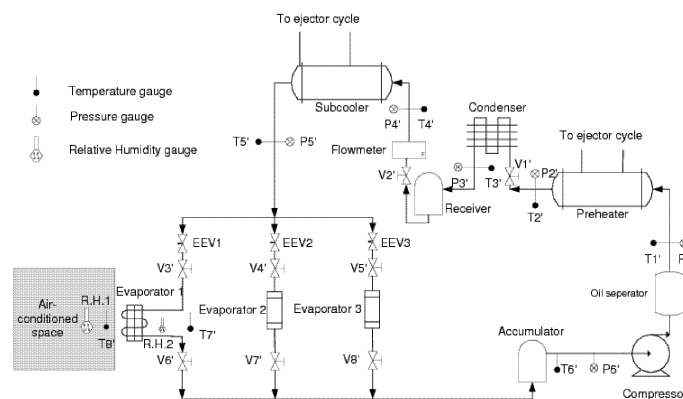 To ejector cycle
Temperature gauge
Pressure gauge
Relative Humidity gauge
Subcooler
Condenser
To ejector cycle
P4' T4'
T5' P5'
Flowmeter
F
V2'
P3' T3'
V1'
P2'
T2'
Preheater
Receiver
EEV1 EEV2 EEV3
V3' V4' V5'
T1'
Oil seperator
Air-
conditioned
space
R.H.1
T8'
Evaporator 1
Evaporator 2
Evaporator 3
R.H.2
T7'
V6' V7' V8'
Accumulator
T6' P6'
Compresso